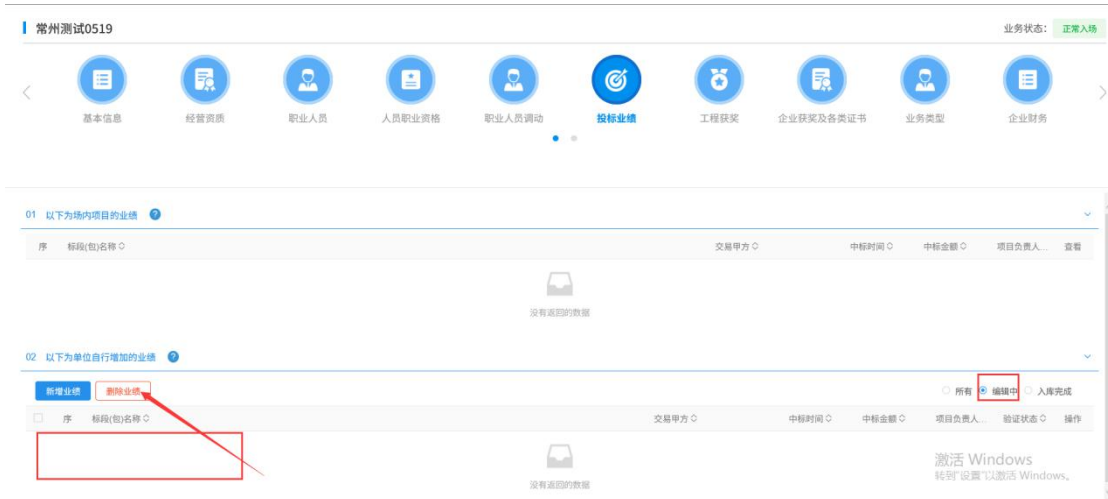 常州测试0519 业务状态： 正常入场
基本信息 经营资质 职业人员 人员职业资格 职业人员调动 投标业绩 工程获奖 企业获奖及各类证书 业务类型 企业财务
01 以下为场内项目的业绩 ?
序 标段(包)名称 交易甲方 中标时间 中标金额 项目负责人... 查看
没有返回的数据
02 以下为单位自行增加的业绩 ?
新增业绩 删除业绩 所有 编辑中 入库完成
序 标段(包)名称 交易甲方 中标时间 中标金额 项目负责人... 验证状态 操作
没有返回的数据
激活 Windows
转到"设置"以激活 Windows。